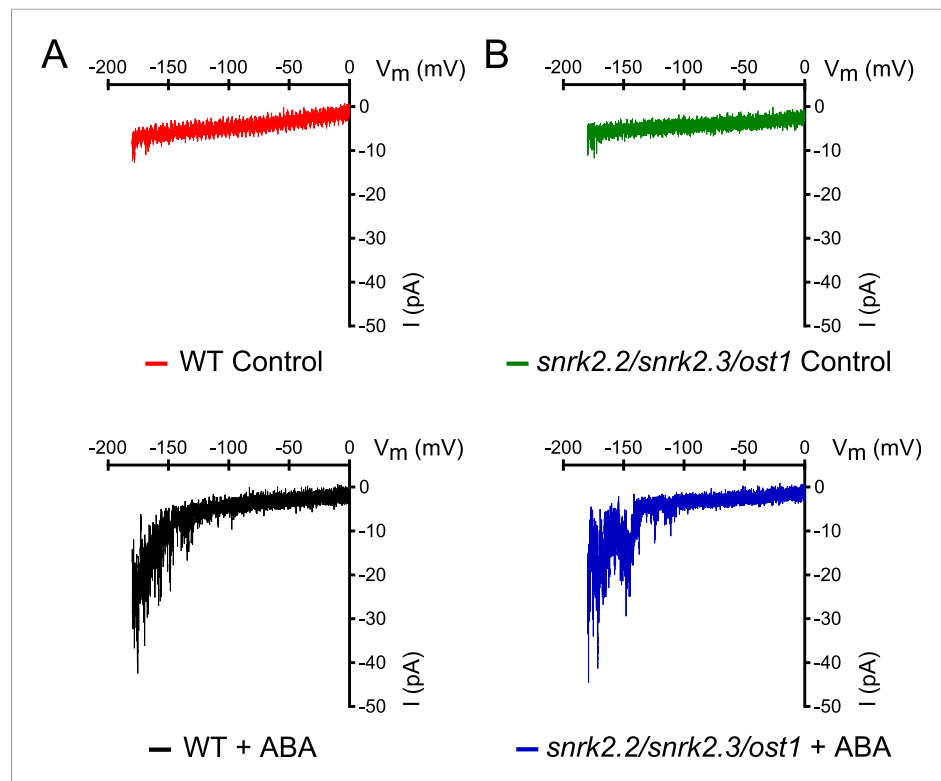 A
-200 -150 -100 -50 0 Vm (mV)
0
-10
-20
-30
-40
-50
I (pA)
WT Control
B
-200 -150 -100 -50 0 Vm (mV)
0
-10
-20
-30
-40
-50
I (pA)
snrk2.2/snrk2.3/ost1 Control
-200 -150 -100 -50 0 Vm (mV)
0
-10
-20
-30
-40
-50
I (pA)
WT + ABA
-200 -150 -100 -50 0 Vm (mV)
0
-10
-20
-30
-40
-50
I (pA)
snrk2.2/snrk2.3/ost1 + ABA